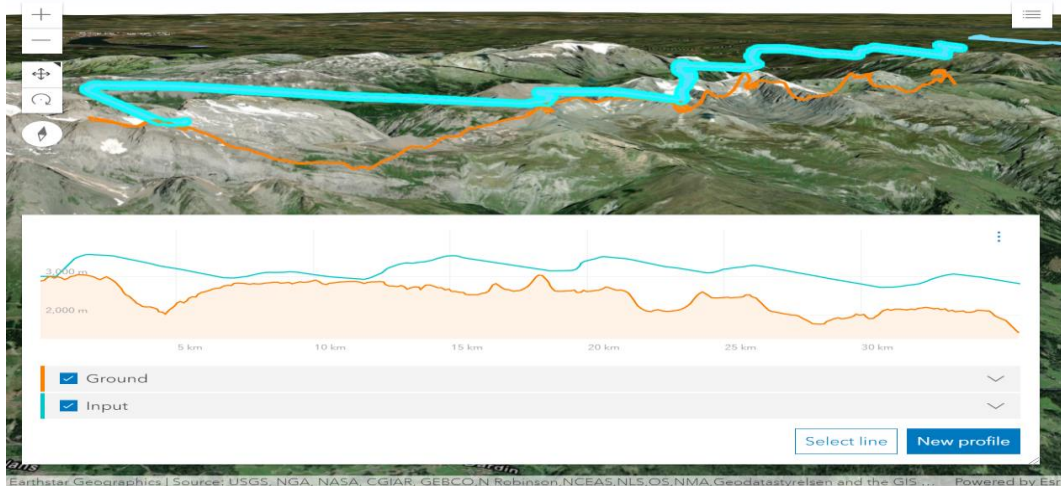 3,000 m
2,000 m
5 km
10 km
15 km
20 km
25 km
30 km
Ground
Input
Select line
New profile
Earthstar Geographics | Source: USGS, NGA, NASA, CGIAR, GEBCO,N Robinson,NCEAS,NLS,OS,NMA,Geodatastyrelsen and the GIS ... Powered by Esri